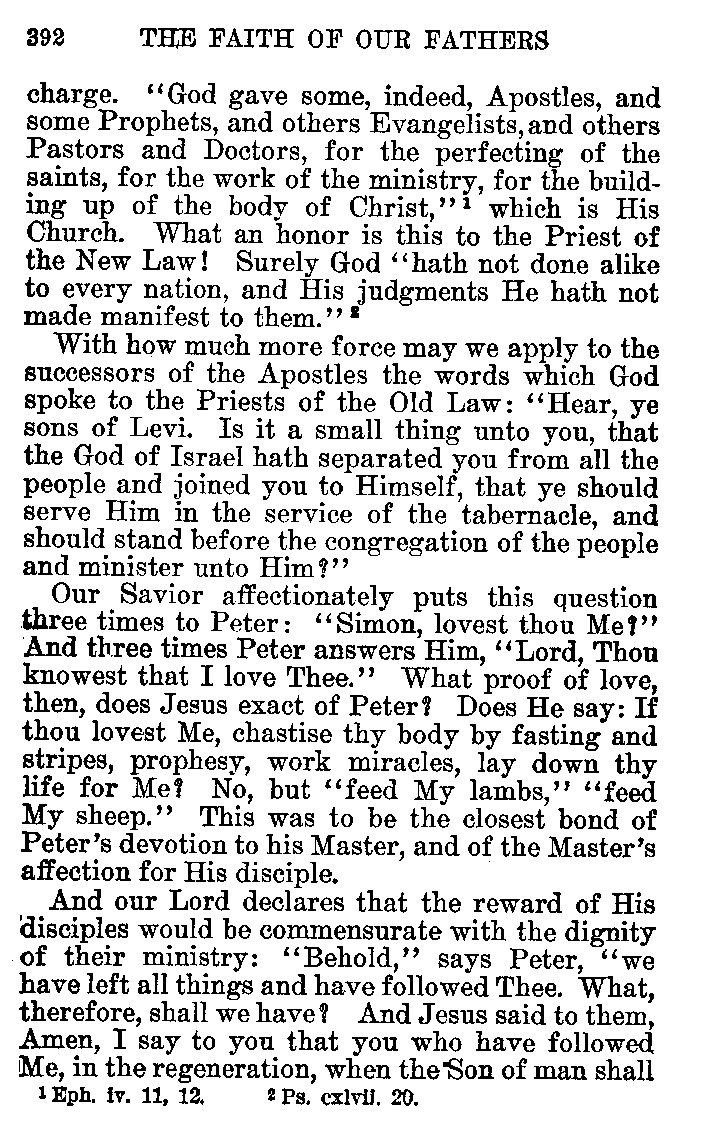 392 THE FAITH OF OUR FATHERS
charge. "God gave some, indeed, Apostles, and
some Prophets, and others Evangelists, and others
Pastors and Doctors, for the perfecting of the
saints, for the work of the ministry, for the build-
ing up of the body of Christ,"¹ which is His
Church. What an honor is this to the Priest of
the New Law! Surely God "hath not done alike
to every nation, and His judgments He hath not
made manifest to them."²
With how much more force may we apply to the
successors of the Apostles the words which God
spoke to the Priests of the Old Law: "Hear, ye
sons of Levi. Is it a small thing unto you, that
the God of Israel hath separated you from all the
people and joined you to Himself, that ye should
serve Him in the service of the tabernacle, and
should stand before the congregation of the people
and minister unto Him?"
Our Savior affectionately puts this question
three times to Peter: "Simon, lovest thou Me?"
And three times Peter answers Him, "Lord, Thou
knowest that I love Thee." What proof of love,
then, does Jesus exact of Peter? Does He say: If
thou lovest Me, chastise thy body by fasting and
stripes, prophesy, work miracles, lay down thy
life for Me? No, but "feed My lambs," "feed
My sheep." This was to be the closest bond of
Peter's devotion to his Master, and of the Master's
affection for His disciple.
And our Lord declares that the reward of His
disciples would be commensurate with the dignity
of their ministry: "Behold," says Peter, "we
have left all things and have followed Thee. What,
therefore, shall we have? And Jesus said to them,
Amen, I say to you that you who have followed
Me, in the regeneration, when the Son of man shall
¹ Eph. iv. 11, 12. ² Ps. cxlvii. 20.